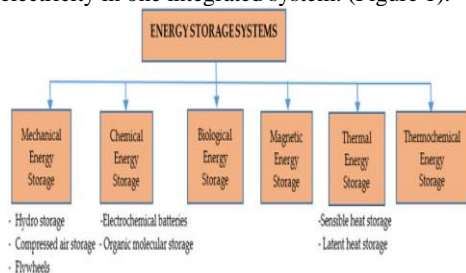 electricity in one integrated system. (Figure 1).
ENERGY STORAGE SYSTEMS
Mechanical
Energy
Storage
Chemical
Energy
Storage
Biological
Energy
Storage
Magnetic
Energy
Storage
Thermal
Energy
Storage
Thermochemical
Energy
Storage
- Hydro storage
- Compressed air storage
- Flywheels
-Electrochemical batteries
- Organic molecular storage
-Sensible heat storage
- Latent heat storage